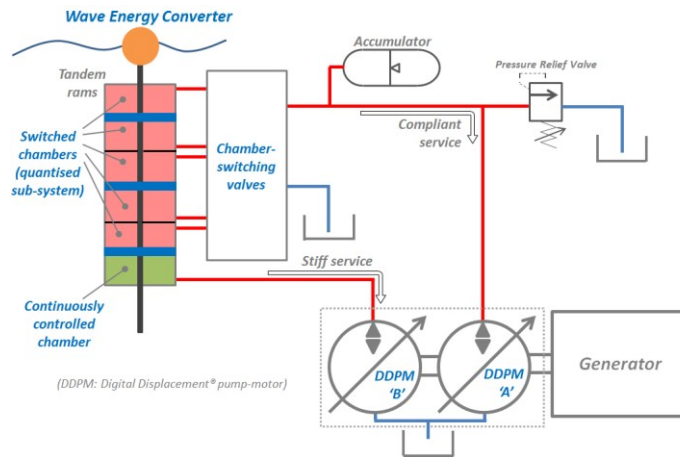 Wave Energy Converter
Tandem
rams
Switched
chambers
(quantised
sub-system)
Continuously
controlled
chamber
Chamber-
switching
valves
Accumulator
Compliant
service
Pressure Relief Valve
Stiff service
DDPM
'B'
DDPM
'A'
Generator
(DDPM: Digital Displacement® pump-motor)